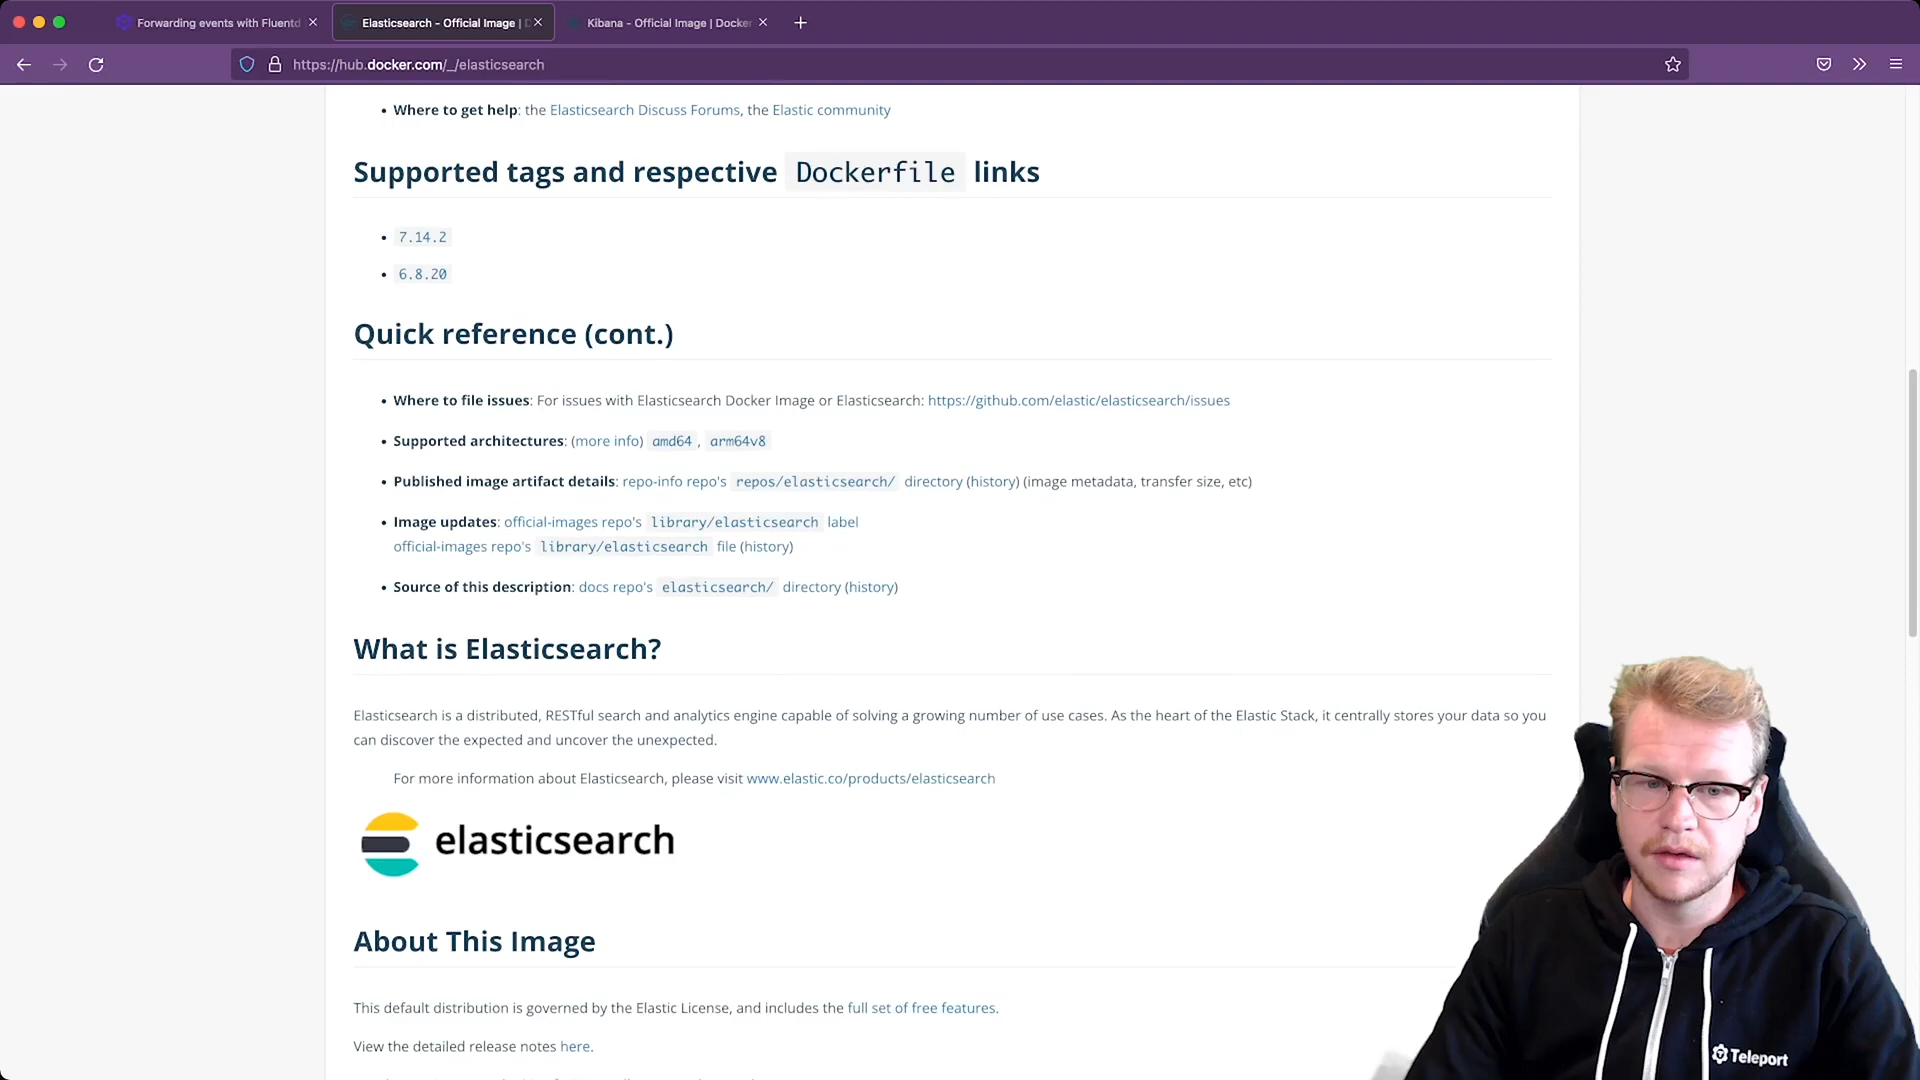 Forwarding events with Fluentd
Elasticsearch - Official Image | D
Kibana - Official Image | Docker
https://hub.docker.com/_/elasticsearch
• Where to get help: the Elasticsearch Discuss Forums, the Elastic community
Supported tags and respective Dockerfile links
• 7.14.2
• 6.8.20
Quick reference (cont.)
• Where to file issues: For issues with Elasticsearch Docker Image or Elasticsearch: https://github.com/elastic/elasticsearch/issues
• Supported architectures: (more info) amd64 , arm64v8
• Published image artifact details: repo-info repo's repos/elasticsearch/ directory (history) (image metadata, transfer size, etc)
• Image updates: official-images repo's library/elasticsearch label
official-images repo's library/elasticsearch file (history)
• Source of this description: docs repo's elasticsearch/ directory (history)
What is Elasticsearch?
Elasticsearch is a distributed, RESTful search and analytics engine capable of solving a growing number of use cases. As the heart of the Elastic Stack, it centrally stores your data so you
can discover the expected and uncover the unexpected.
For more information about Elasticsearch, please visit www.elastic.co/products/elasticsearch
elasticsearch
About This Image
This default distribution is governed by the Elastic License, and includes the full set of free features.
View the detailed release notes here.
Teleport